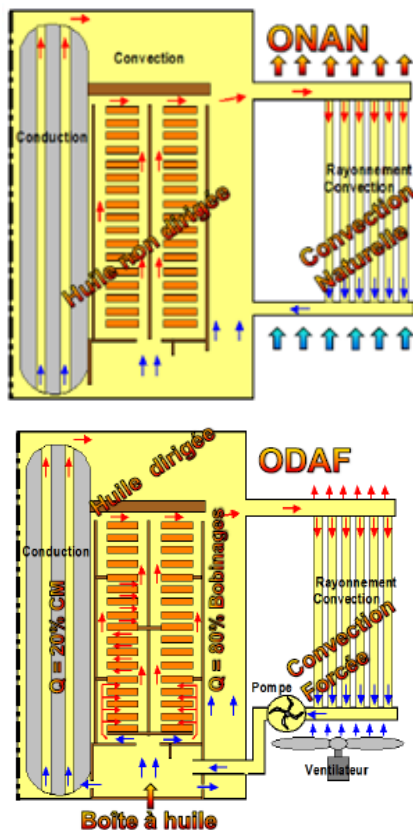 ONAN
Convection
Conduction
Rayonnement
Convection
Huile non dirigée
Convection
Naturelle
ODAF
Huile dirigée
Conduction
Q = 20% CM
Q = 80% Bobinages
Rayonnement
Convection
Convection
Forcée
Pompe
Ventilateur
Boîte à huile